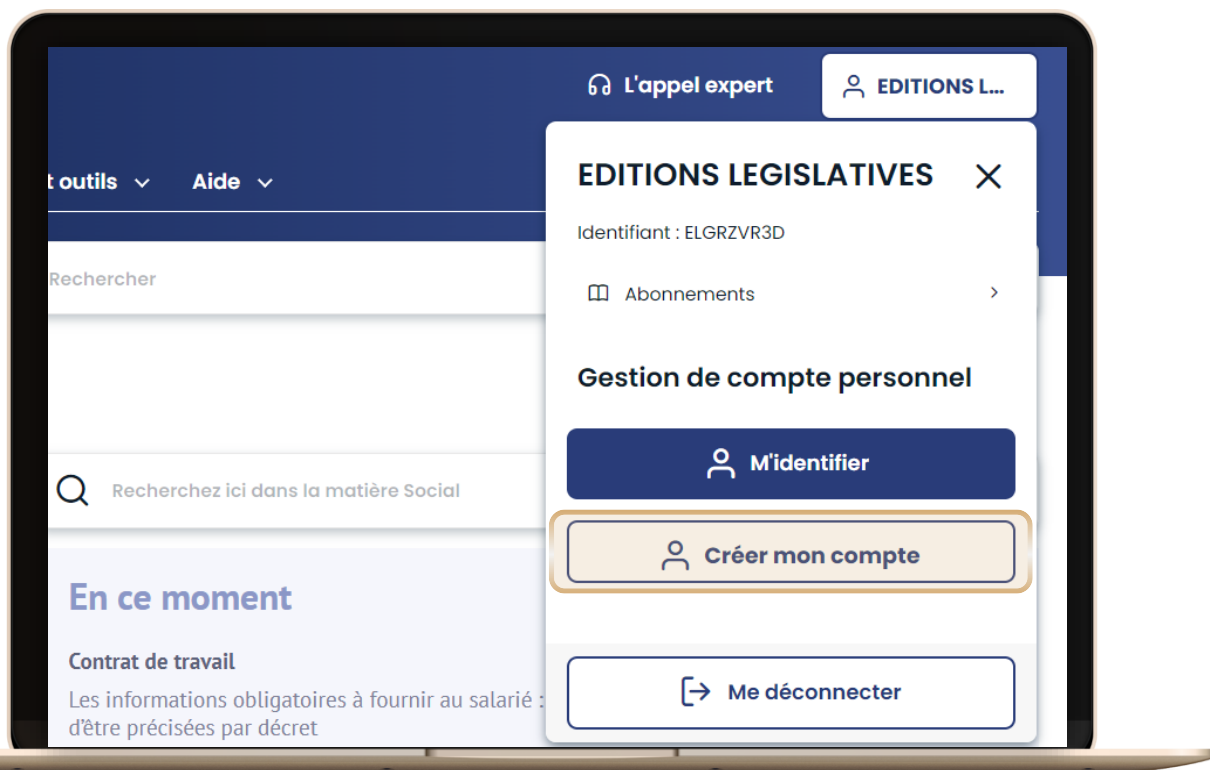 L'appel expert
EDITIONS L...
t outils
Aide
EDITIONS LEGISLATIVES
Identifiant : ELGRZVR3D
Rechercher
Abonnements
Gestion de compte personnel
M'identifier
Recherchez ici dans la matière Social
Créer mon compte
En ce moment
Contrat de travail
Les informations obligatoires à fournir au salarié :
d'être précisées par décret
Me déconnecter